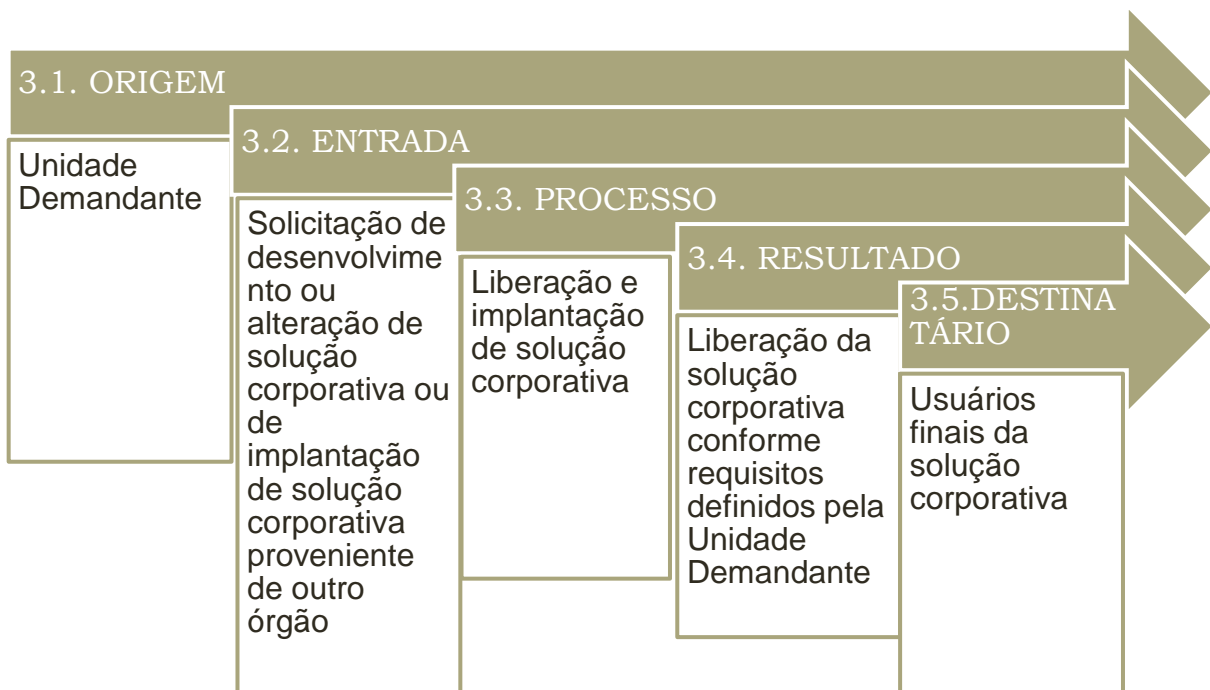 3.1. ORIGEM
Unidade
Demandante
3.2. ENTRADA
Solicitação de
desenvolvime
nto ou
alteração de
solução
corporativa ou
de
implantação
de solução
corporativa
proveniente
de outro
órgão
3.3. PROCESSO
Liberação e
implantação
de solução
corporativa
3.4. RESULTADO
Liberação da
solução
corporativa
conforme
requisitos
definidos pela
Unidade
Demandante
3.5.DESTINA
TÁRIO
Usuários
finais da
solução
corporativa